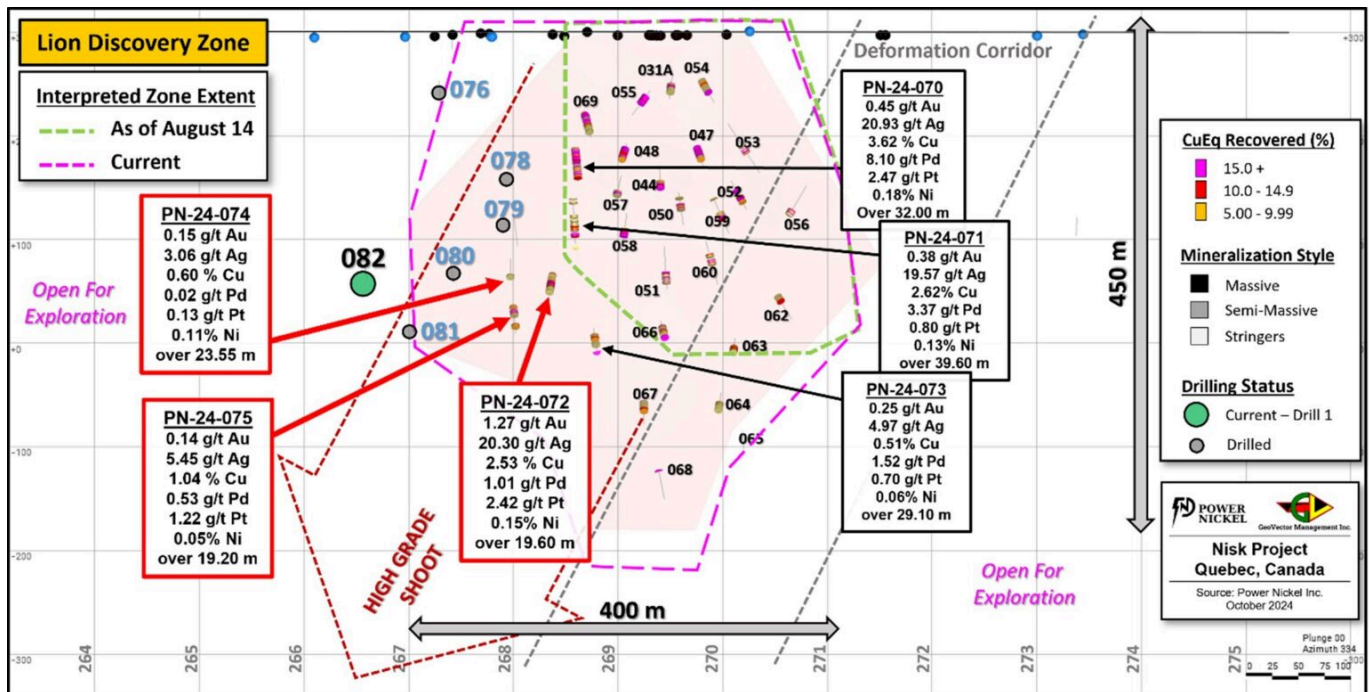 Lion Discovery Zone
Interpreted Zone Extent
As of August 14
Current
076
078
079
080
081
082
Open For
Exploration
PN-24-074
0.15 g/t Au
3.06 g/t Ag
0.60 % Cu
0.02 g/t Pd
0.13 g/t Pt
0.11% Ni
over 23.55 m
PN-24-075
0.14 g/t Au
5.45 g/t Ag
1.04 % Cu
0.53 g/t Pd
1.22 g/t Pt
0.05% Ni
over 19.20 m
PN-24-072
1.27 g/t Au
20.30 g/t Ag
2.53 % Cu
1.01 g/t Pd
2.42 g/t Pt
0.15% Ni
over 19.60 m
HIGH GRADE
SHOOT
031A
054
055
069
047
053
048
044
052
057
050
059
056
058
060
051
062
066
063
067
064
065
068
Deformation Corridor
PN-24-070
0.45 g/t Au
20.93 g/t Ag
3.62 % Cu
8.10 g/t Pd
2.47 g/t Pt
0.18% Ni
Over 32.00 m
PN-24-071
0.38 g/t Au
19.57 g/t Ag
2.62% Cu
3.37 g/t Pd
0.80 g/t Pt
0.13% Ni
over 39.60 m
PN-24-073
0.25 g/t Au
4.97 g/t Ag
0.51% Cu
1.52 g/t Pd
0.70 g/t Pt
0.06% Ni
over 29.10 m
450 m
400 m
Open For
Exploration
CuEq Recovered (%)
15.0 +
10.0 - 14.9
5.00 - 9.99
Mineralization Style
Massive
Semi-Massive
Stringers
Drilling Status
Current – Drill 1
Drilled
POWER
NICKEL
GeoVector Management Inc.
Nisk Project
Quebec, Canada
Source: Power Nickel Inc.
October 2024
Plunge 00
Azimuth 334
0 25 50 75 100
+300
+100
+0
-100
-200
-300
264
265
266
267
268
269
270
271
272
273
274
275